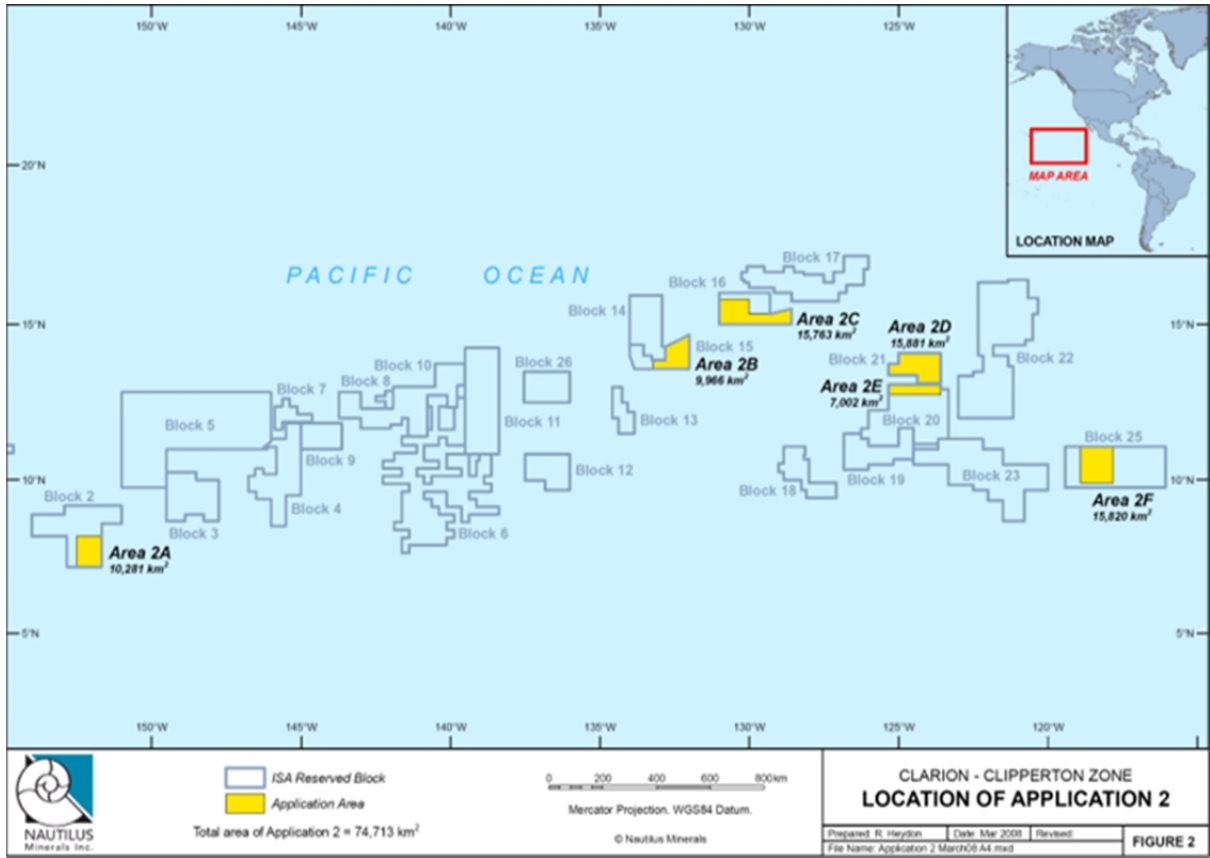 150°W 145°W 140°W 135°W 130°W 125°W
20°N
MAP AREA
LOCATION MAP
PACIFIC OCEAN
Block 17
Block 16
Block 14
15°N
Area 2C
15,763 km²
Area 2D
15,881 km²
15°N
Block 15
Area 2B
9,966 km²
Block 21
Block 22
Block 10
Block 26
Block 8
Block 7
Area 2E
7,002 km²
Block 5
Block 11
Block 13
Block 20
Block 25
Block 9
Block 12
10°N
Block 18
Block 19
Block 23
10°N
Block 2
Block 4
Area 2F
15,820 km²
Block 3
Block 6
Area 2A
10,281 km²
5°N
5°N
150°W 145°W 140°W 135°W 130°W 125°W 120°W
NAUTILUS
Minerals Inc.
ISA Reserved Block
Application Area
Total area of Application 2 = 74,713 km²
0 200 400 600 800km
Mercator Projection. WGS84 Datum.
© Nautilus Minerals
CLARION - CLIPPERTON ZONE
LOCATION OF APPLICATION 2
Prepared: R. Heydon Date: Mar 2008 Revised:
File Name: Application 2 March08 A4.mxd
FIGURE 2